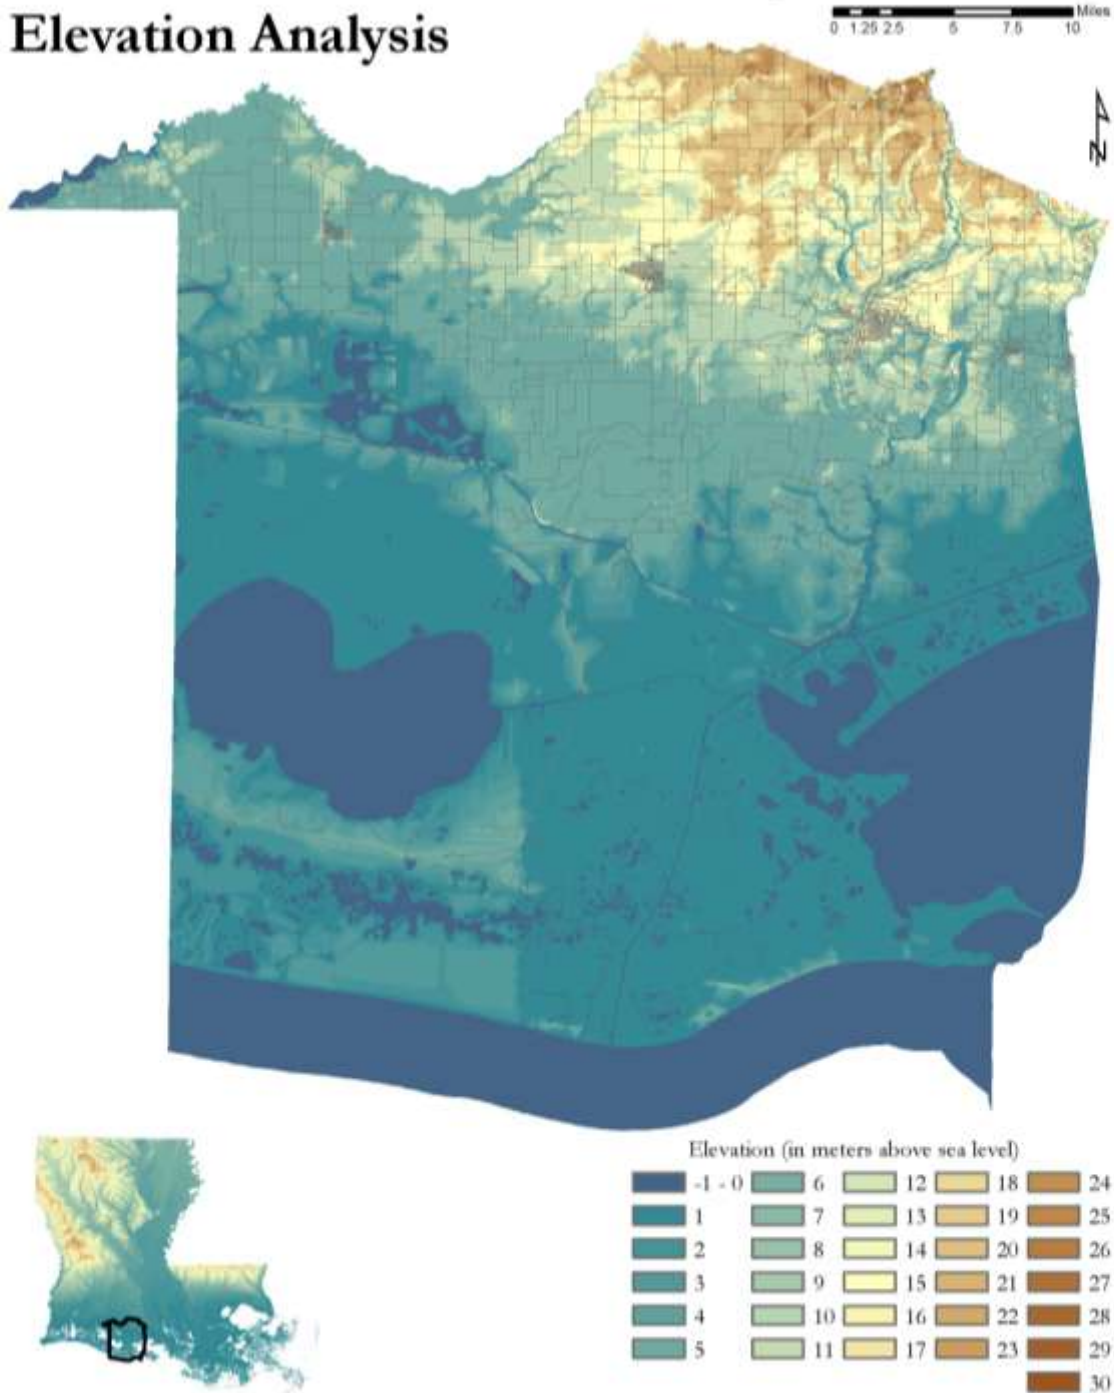 Elevation Analysis
Miles
0 1.25 2.5 5 7.5 10
N
Elevation (in meters above sea level)
-1 - 0 6 12 18 24
1 7 13 19 25
2 8 14 20 26
3 9 15 21 27
4 10 16 22 28
5 11 17 23 29
30